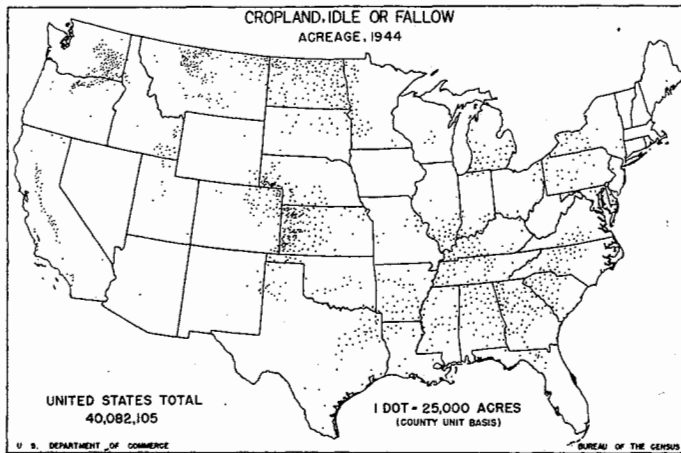 CROPLAND, IDLE OR FALLOW
ACREAGE, 1944
UNITED STATES TOTAL
40,082,105
1 DOT - 25,000 ACRES
(COUNTY UNIT BASIS)
U S. DEPARTMENT OF COMMERCE
BUREAU OF THE CENSUS